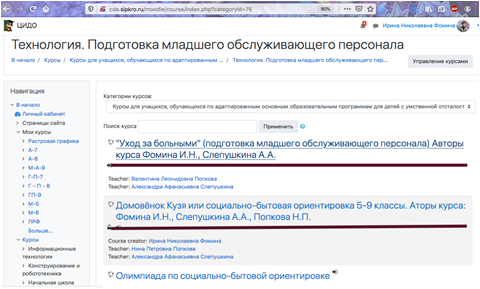 cde.sipkro.ru/moodle/course/index.php?categoryid=75
90%
ЦИДО
Ирина Николаевна Фомина
Технология. Подготовка младшего обслуживающего персонала
В начало / Курсы / Курсы для учащихся, обучающихся по адаптированным ... / Технология. Подготовка младшего обслуживающего пер...
Управление курсами
Навигация
В начало
Личный кабинет
Страницы сайта
Мои курсы
Растровая графика
А-7
А-8
М-А-9
Г-П-7
Г - П - 8
ГП-9
М-5
М-6
ЛРФ
Больше...
Курсы
Информационные технологии
Конструирование и робототехника
Начальная школа
Категории курсов:
Курсы для учащихся, обучающихся по адаптированным основным образовательным программам для детей с умственной отсталост
Поиск курса
Применить
"Уход за больными" (подготовка младшего обслуживающего персонала) Авторы
курса Фомина И.Н., Слепушкина А.А.
Teacher: Валентина Леонидовна Попкова
Teacher: Александра Афанасьевна Слепушкина
Домовёнок Кузя или социально-бытовая ориентировка 5-9 классы. Аторы курса:
Фомина И.Н., Слепушкина А.А., Попкова Н.П.
Course creator: Ирина Николаевна Фомина
Teacher: Нина Петровна Попкова
Teacher: Александра Афанасьевна Слепушкина
Олимпиада по социально-бытовой ориентировке